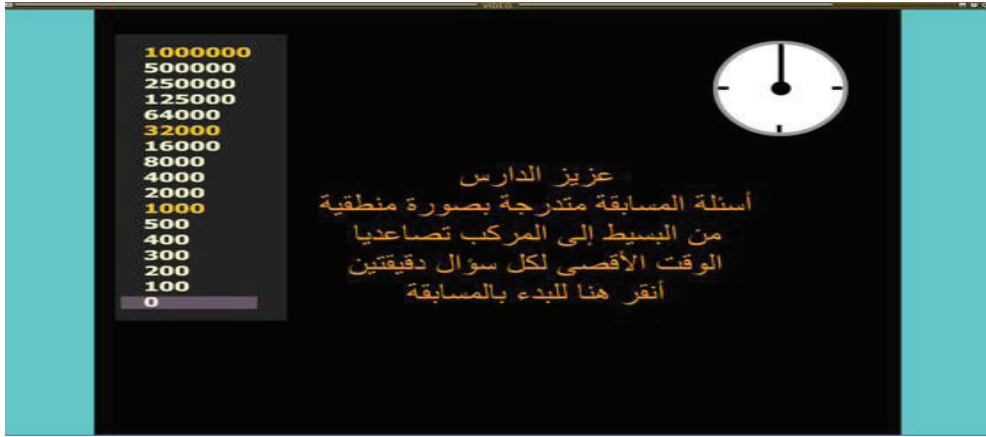 VIDEO
1000000
500000
250000
125000
64000
32000
16000
8000
4000
2000
1000
500
400
300
200
100
0
عزيز الدارس
أسئلة المسابقة متدرجة بصورة منطقية
من البسيط إلى المركب تصاعديا
الوقت الأقصى لكل سؤال دقيقتين
أنقر هنا للبدء بالمسابقة